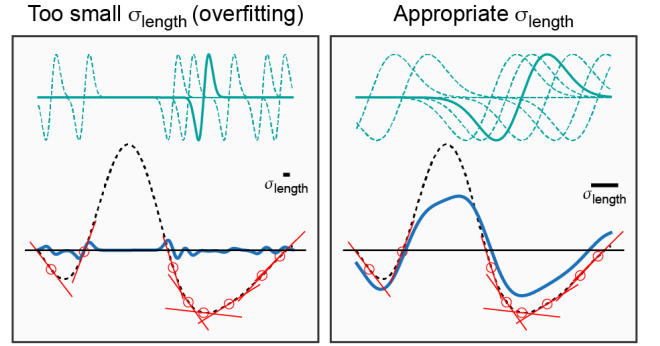 Too small σlength (overfitting)
Appropriate σlength
σlength
σlength